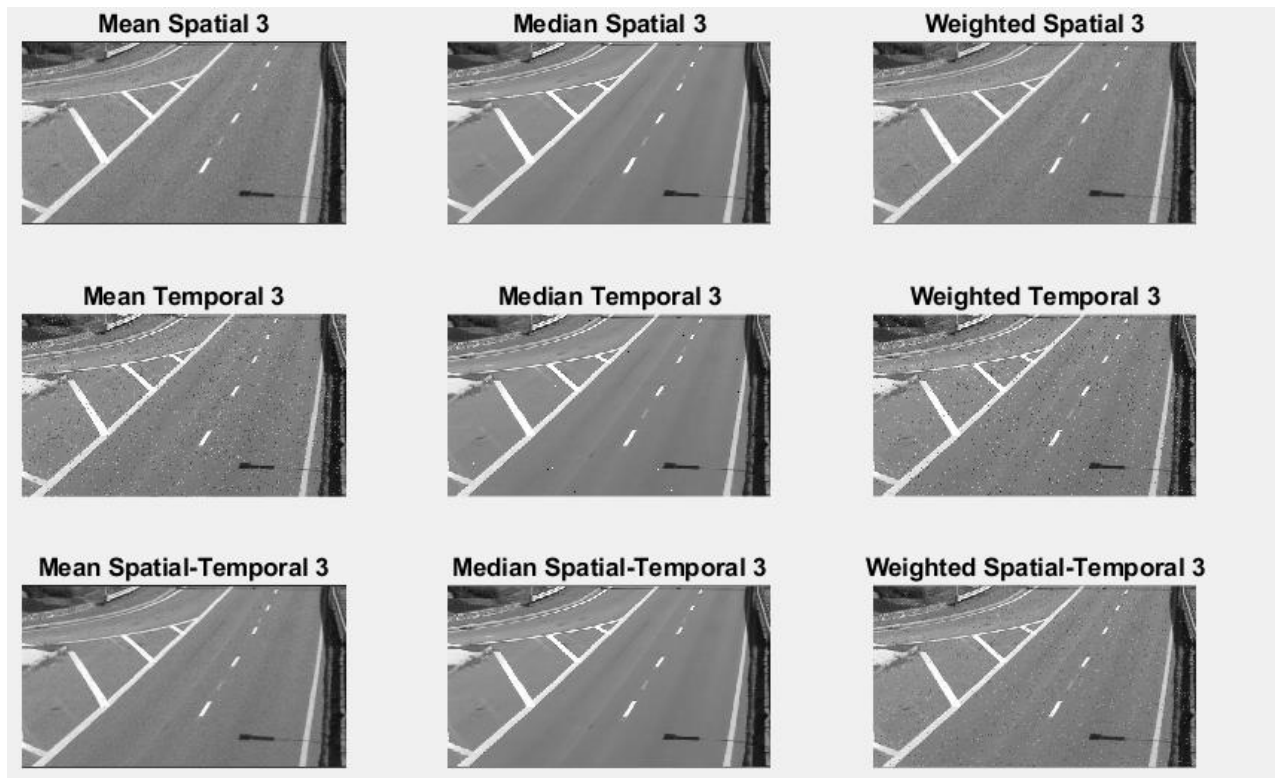 Mean Spatial 3
Median Spatial 3
Weighted Spatial 3
Mean Temporal 3
Median Temporal 3
Weighted Temporal 3
Mean Spatial-Temporal 3
Median Spatial-Temporal 3
Weighted Spatial-Temporal 3